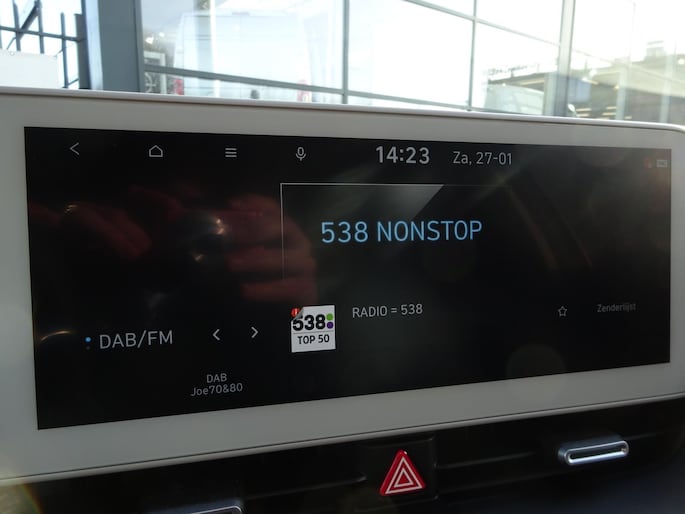 14:23 Za, 27-01
538 NONSTOP
538
TOP 50
RADIO = 538
Zenderlijst
DAB/FM
DAB
Joe70&80